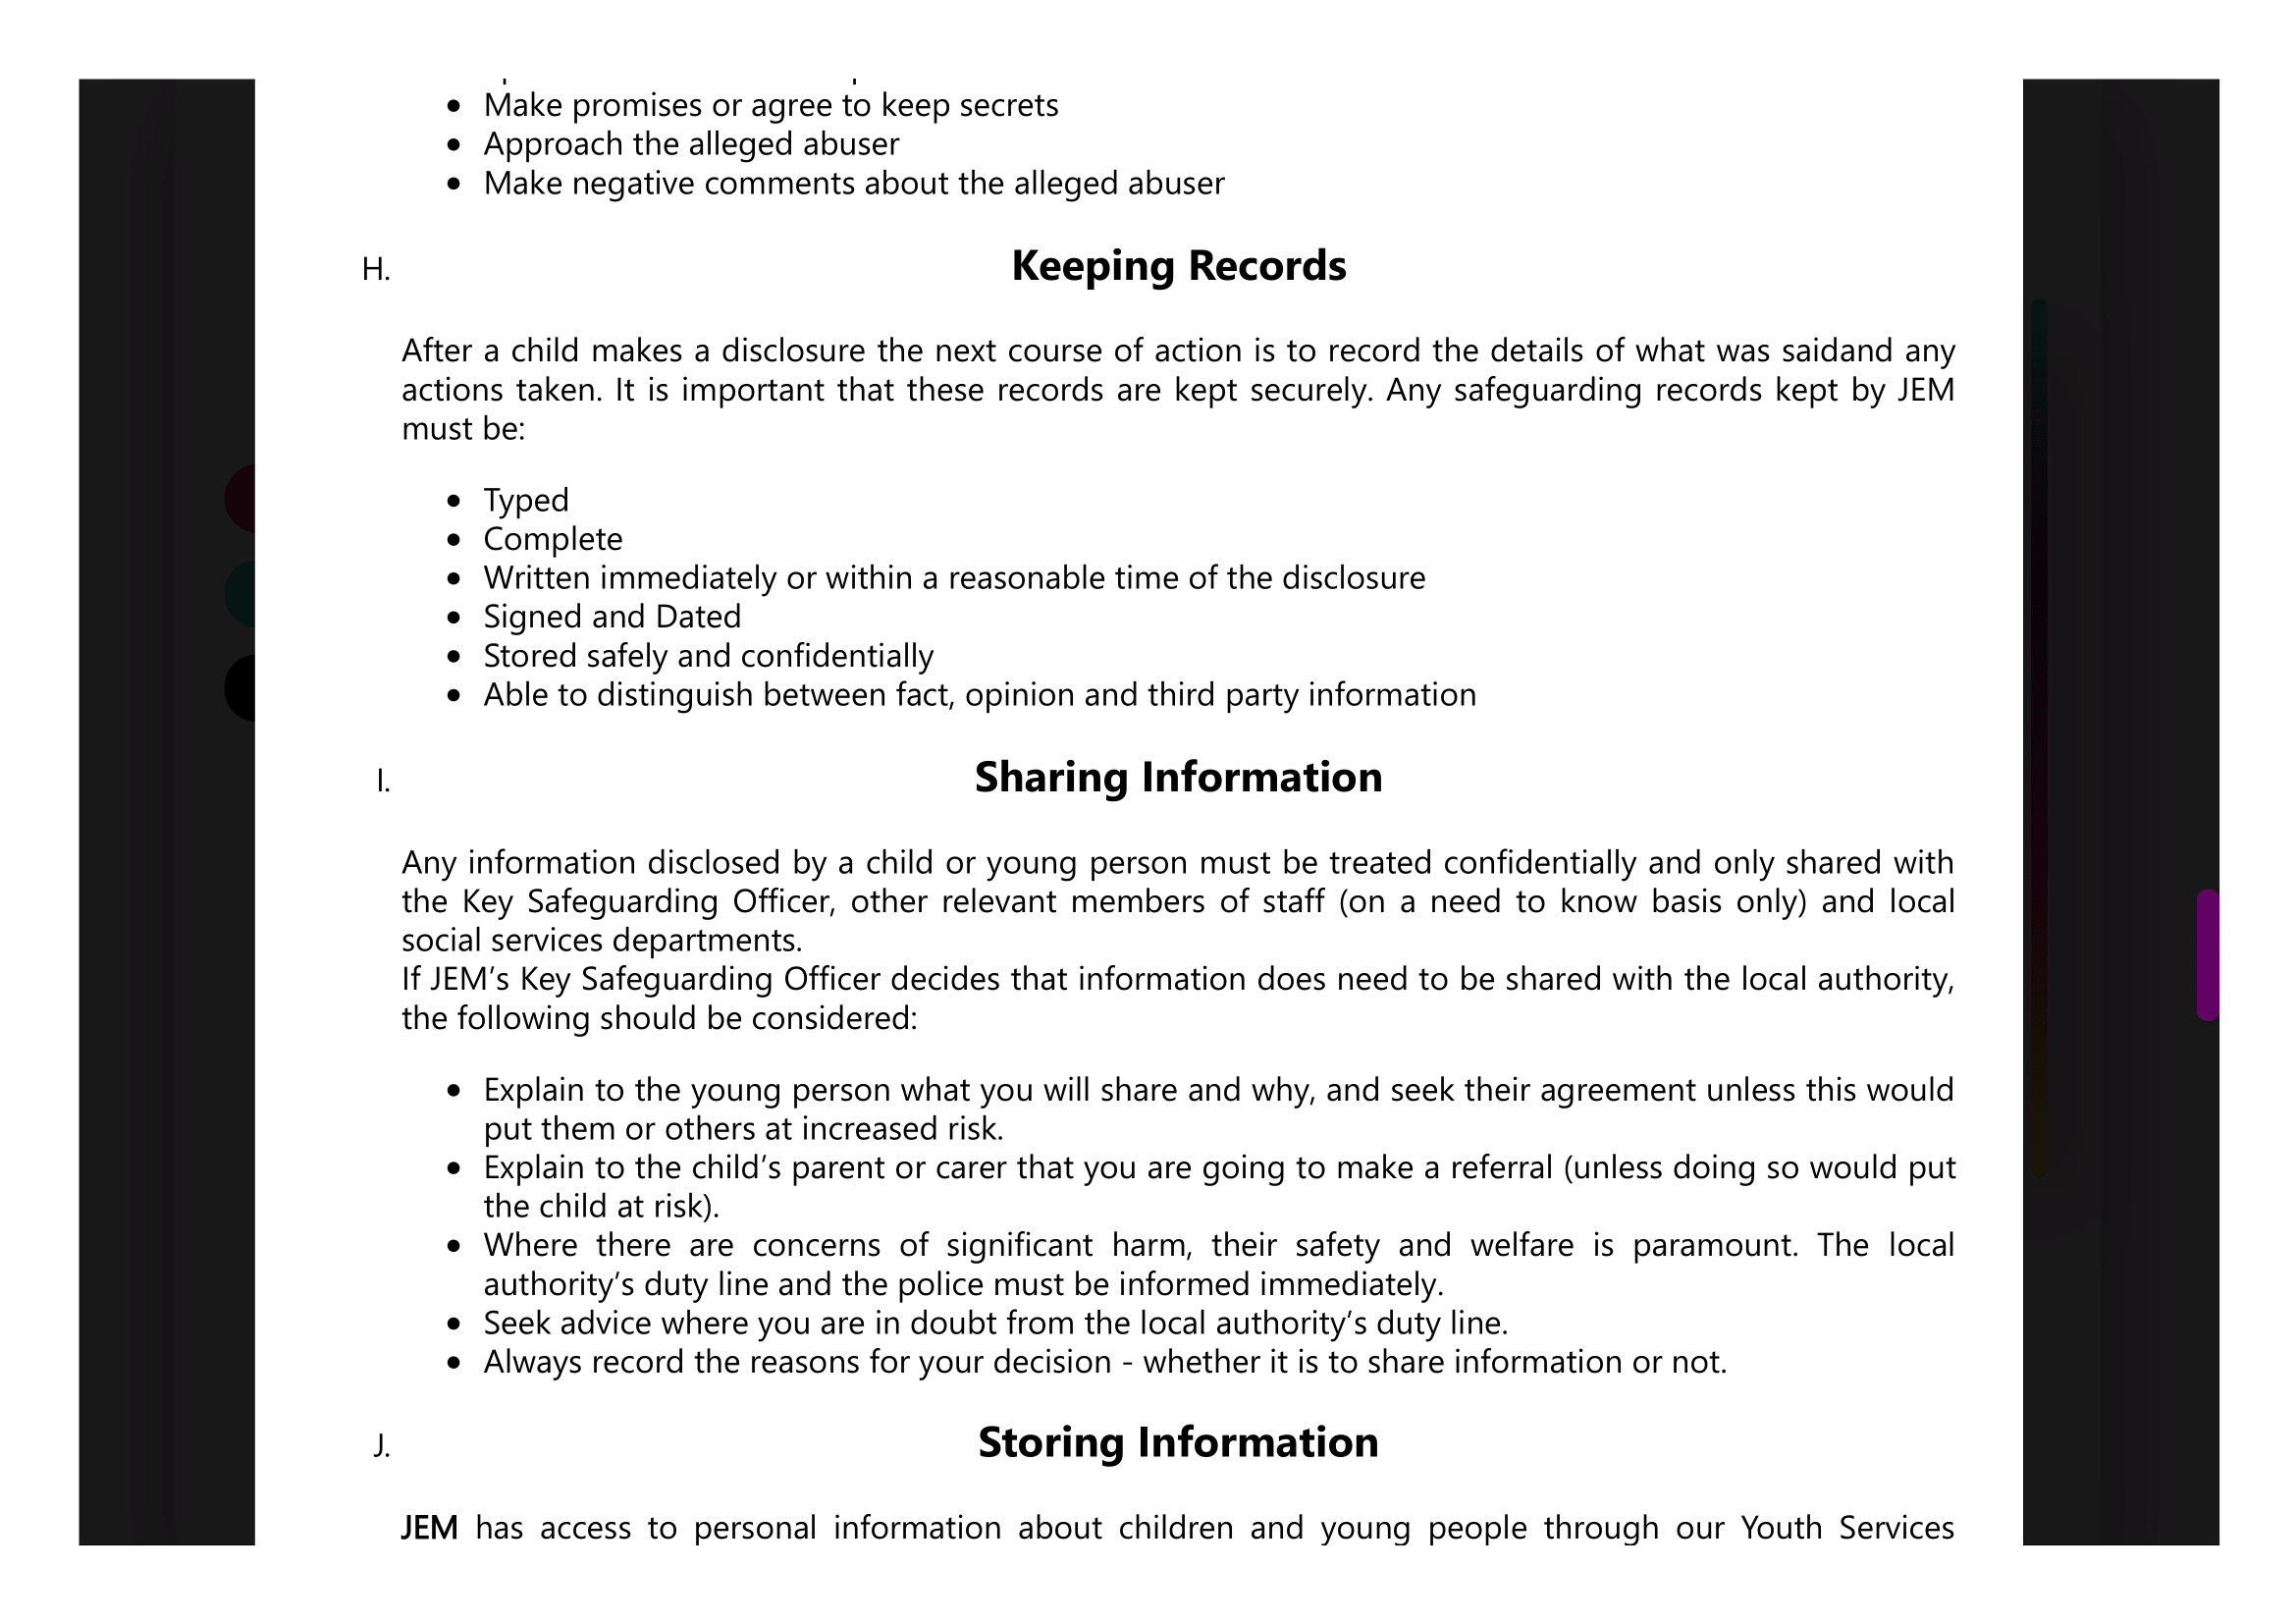 • Make promises or agree to keep secrets
• Approach the alleged abuser
• Make negative comments about the alleged abuser
H. Keeping Records
After a child makes a disclosure the next course of action is to record the details of what was saidand any
actions taken. It is important that these records are kept securely. Any safeguarding records kept by JEM
must be:
• Typed
• Complete
• Written immediately or within a reasonable time of the disclosure
• Signed and Dated
• Stored safely and confidentially
• Able to distinguish between fact, opinion and third party information
I. Sharing Information
Any information disclosed by a child or young person must be treated confidentially and only shared with
the Key Safeguarding Officer, other relevant members of staff (on a need to know basis only) and local
social services departments.
If JEM’s Key Safeguarding Officer decides that information does need to be shared with the local authority,
the following should be considered:
• Explain to the young person what you will share and why, and seek their agreement unless this would
put them or others at increased risk.
• Explain to the child’s parent or carer that you are going to make a referral (unless doing so would put
the child at risk).
• Where there are concerns of significant harm, their safety and welfare is paramount. The local
authority’s duty line and the police must be informed immediately.
• Seek advice where you are in doubt from the local authority’s duty line.
• Always record the reasons for your decision - whether it is to share information or not.
J. Storing Information
JEM has access to personal information about children and young people through our Youth Services